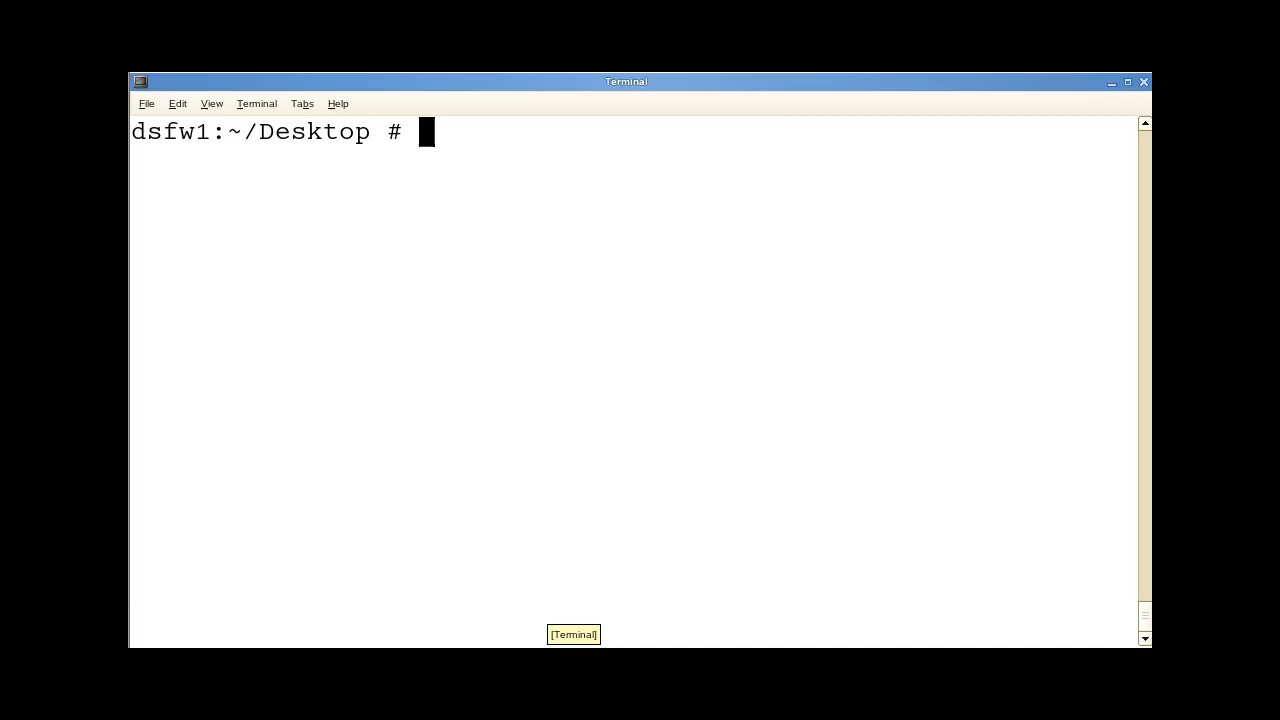 Terminal
File Edit View Terminal Tabs Help
dsfw1:~/Desktop #
[Terminal]